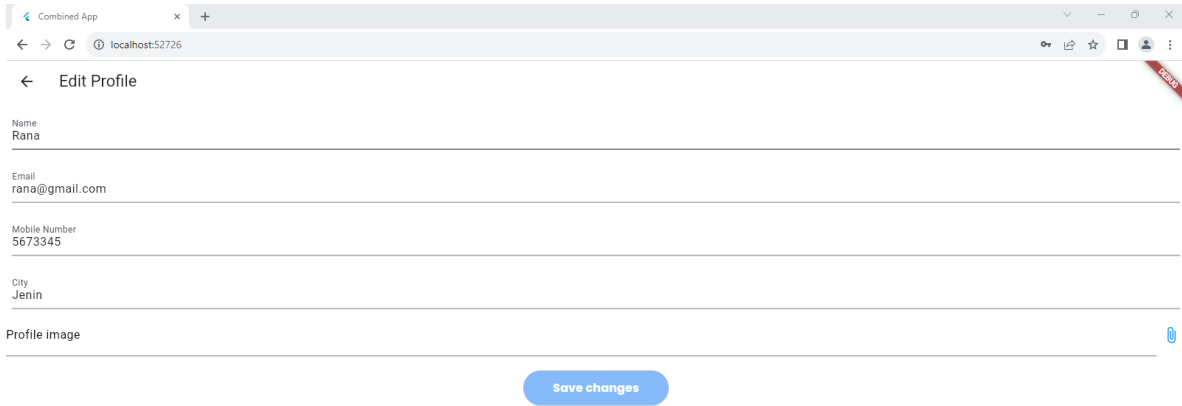 Combined App
localhost:52726
Edit Profile
DEBUG
Name
Rana
Email
rana@gmail.com
Mobile Number
5673345
City
Jenin
Profile image
Save changes